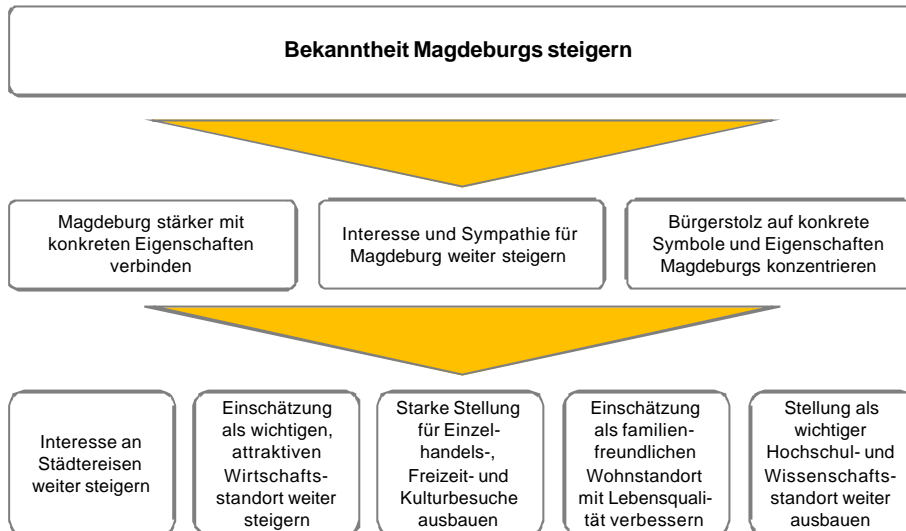 Bekanntheit Magdeburgs steigern
Magdeburg stärker mit
konkreten Eigenschaften
verbinden
Interesse und Sympathie für
Magdeburg weiter steigern
Bürgerstolz auf konkrete
Symbole und Eigenschaften
Magdeburgs konzentrieren
Interesse an
Städtereisen
weiter steigern
Einschätzung
als wichtigen,
attraktiven
Wirtschafts-
standort weiter
steigern
Starke Stellung
für Einzel-
handels-,
Freizeit- und
Kulturbesuche
ausbauen
Einschätzung
als familien-
freundlichen
Wohnstandort
mit Lebensquali-
tät verbessern
Stellung als
wichtiger
Hochschul- und
Wissenschafts-
standort weiter
ausbauen